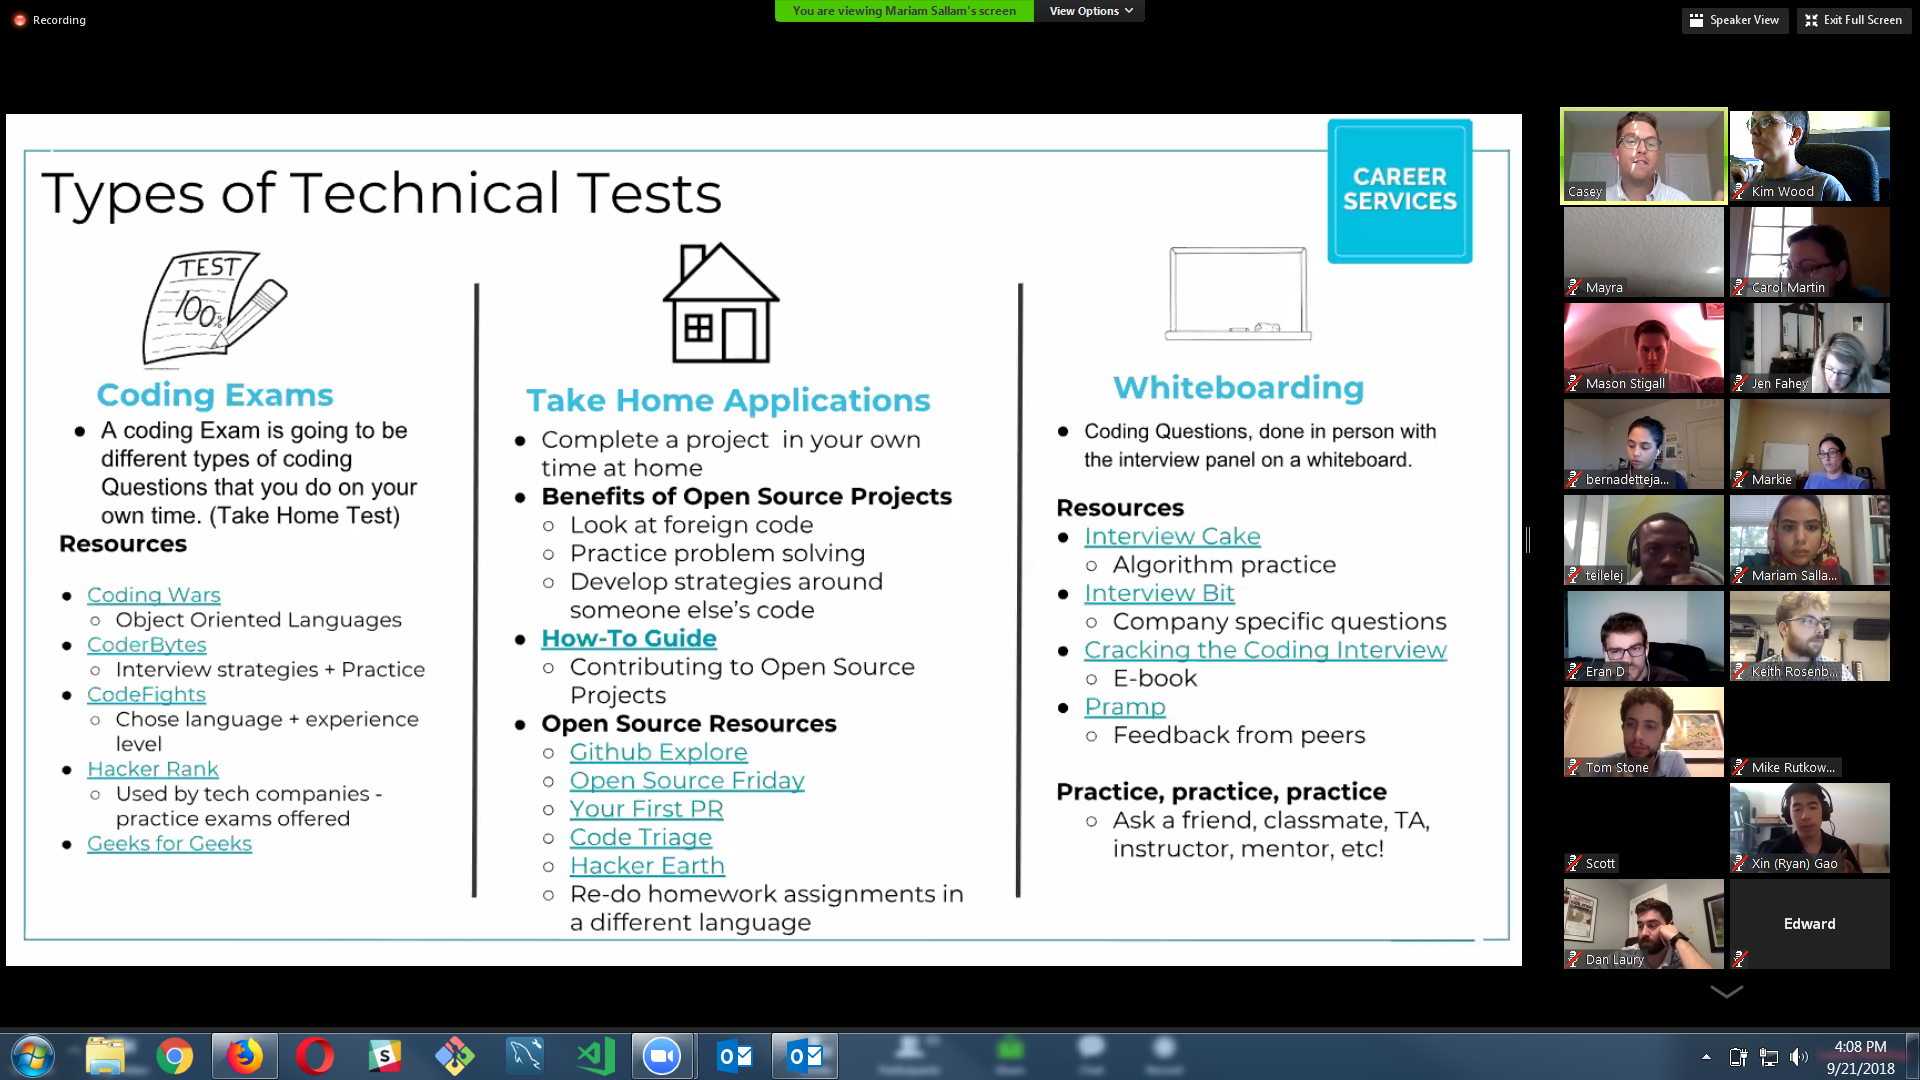 Recording
You are viewing Mariam Sallam's screen
View Options
Speaker View
Exit Full Screen
CAREER
SERVICES
Types of Technical Tests
TEST
100%
Coding Exams
● A coding Exam is going to be
different types of coding
Questions that you do on your
own time. (Take Home Test)
Resources
● Coding Wars
○ Object Oriented Languages
● CoderBytes
○ Interview strategies + Practice
● CodeFights
○ Chose language + experience
level
● Hacker Rank
○ Used by tech companies -
practice exams offered
● Geeks for Geeks
Take Home Applications
● Complete a project in your own
time at home
● Benefits of Open Source Projects
○ Look at foreign code
○ Practice problem solving
○ Develop strategies around
someone else's code
● How-To Guide
○ Contributing to Open Source
Projects
● Open Source Resources
○ Github Explore
○ Open Source Friday
○ Your First PR
○ Code Triage
○ Hacker Earth
○ Re-do homework assignments in
a different language
Whiteboarding
● Coding Questions, done in person with
the interview panel on a whiteboard.
Resources
● Interview Cake
○ Algorithm practice
● Interview Bit
○ Company specific questions
● Cracking the Coding Interview
○ E-book
● Pramp
○ Feedback from peers
Practice, practice, practice
○ Ask a friend, classmate, TA,
instructor, mentor, etc!
Casey
Kim Wood
Mayra
Carol Martin
Mason Stigall
Jen Fahey
bernadetteja...
Markie
teilelej
Mariam Salla...
Eran D
Keith Rosenb...
Tom Stone
Mike Rutkow...
Scott
Xin (Ryan) Gao
Dan Laury
Edward
Participants
Share
Chat
Record
4:08 PM
9/21/2018